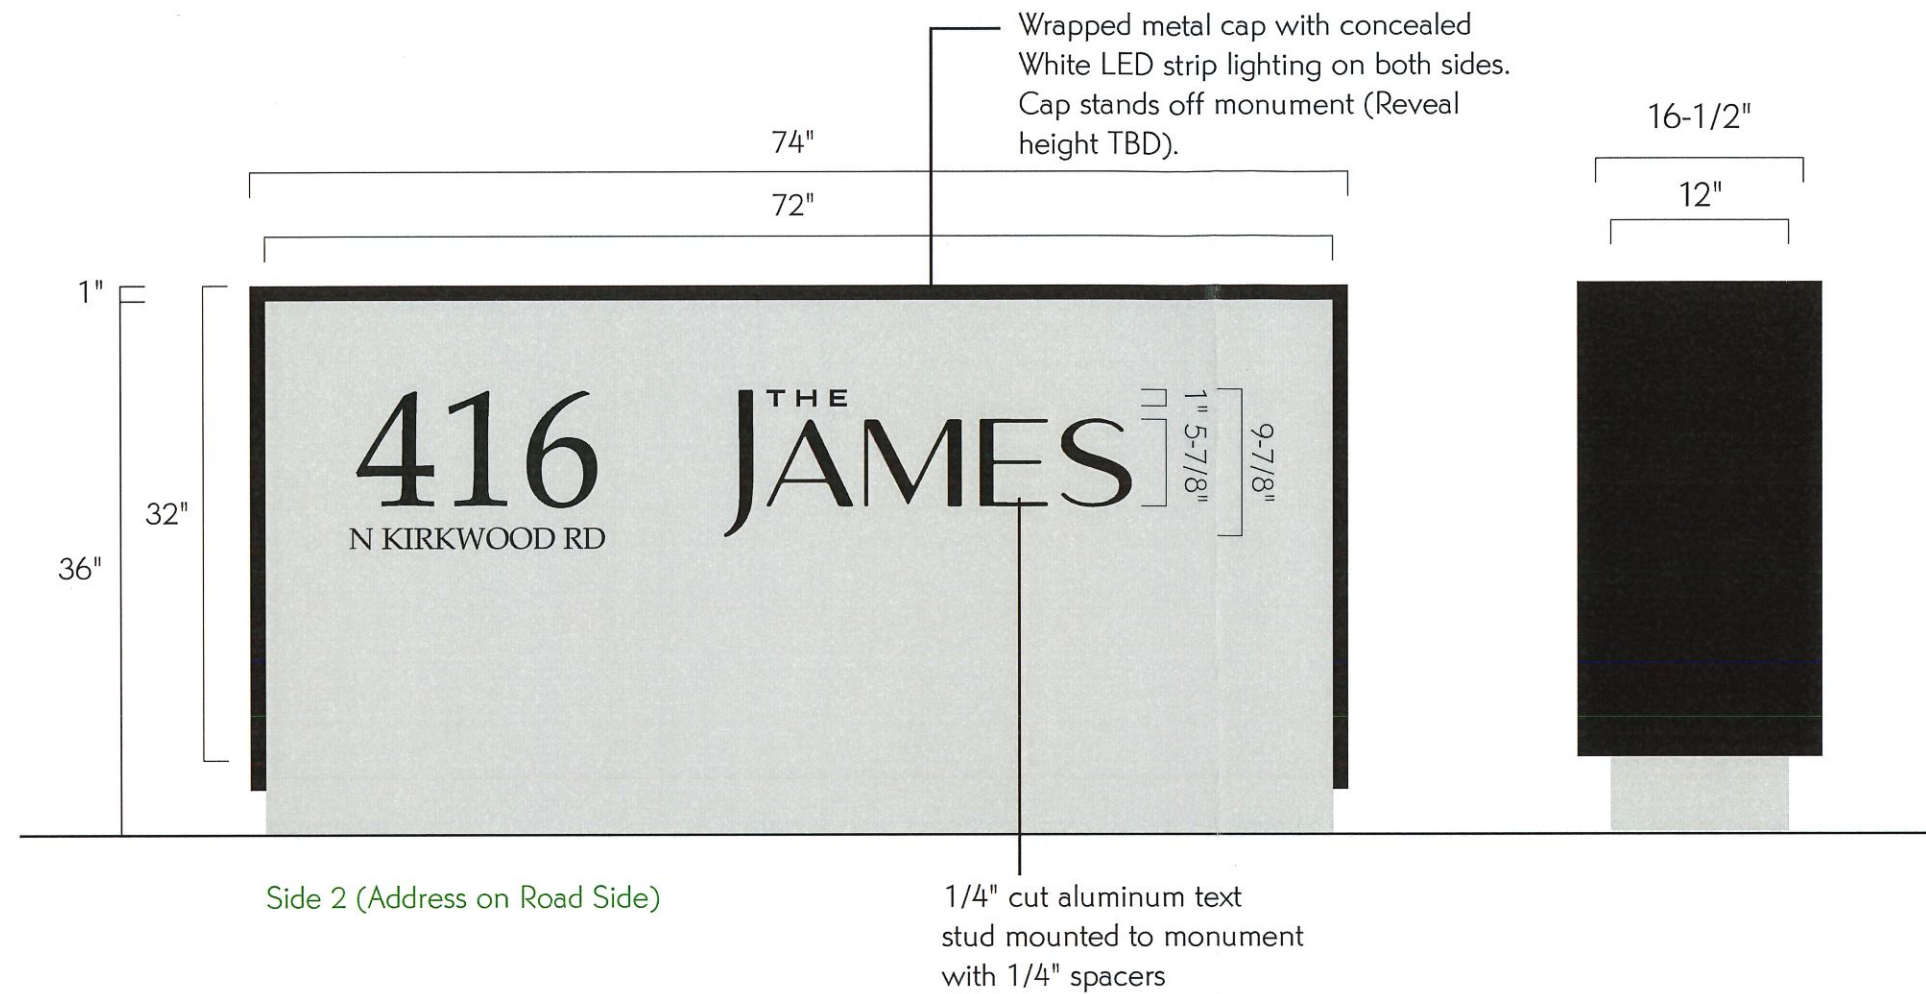 Wrapped metal cap with concealed
White LED strip lighting on both sides.
Cap stands off monument (Reveal
height TBD).
74"
72"
16-1/2"
12"
1"
32"
36"
416
N KIRKWOOD RD
THE
JAMES
1"
5-7/8"
9-7/8"
Side 2 (Address on Road Side)
1/4" cut aluminum text
stud mounted to monument
with 1/4" spacers